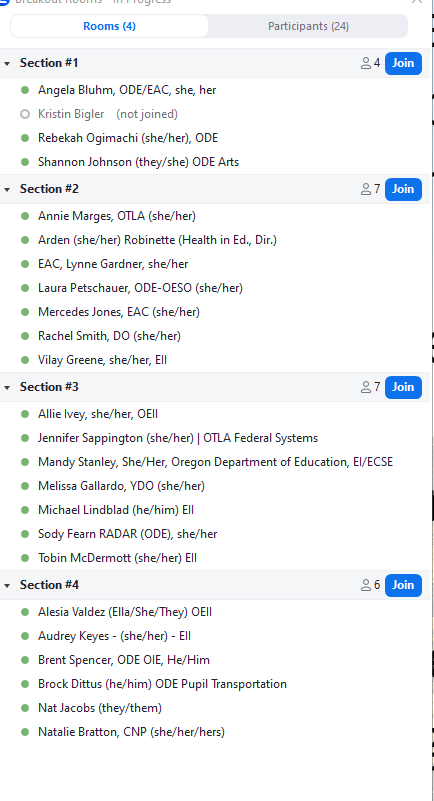 Breakout Rooms - In Progress
Rooms (4) Participants (24)
Section #1 4 Join
Angela Bluhm, ODE/EAC, she, her
Kristin Bigler (not joined)
Rebekah Ogimachi (she/her), ODE
Shannon Johnson (they/she) ODE Arts
Section #2 7 Join
Annie Marges, OTLA (she/her)
Arden (she/her) Robinette (Health in Ed., Dir.)
EAC, Lynne Gardner, she/her
Laura Petschauer, ODE-OESO (she/her)
Mercedes Jones, EAC (she/her)
Rachel Smith, DO (she/her)
Vilay Greene, she/her, EII
Section #3 7 Join
Allie Ivey, she/her, OEII
Jennifer Sappington (she/her) | OTLA Federal Systems
Mandy Stanley, She/Her, Oregon Department of Education, EI/ECSE
Melissa Gallardo, YDO (she/her)
Michael Lindblad (he/him) EII
Sody Fearn RADAR (ODE), she/her
Tobin McDermott (she/her) EII
Section #4 6 Join
Alesia Valdez (Ella/She/They) OEII
Audrey Keyes - (she/her) - EII
Brent Spencer, ODE OIE, He/Him
Brock Dittus (he/him) ODE Pupil Transportation
Nat Jacobs (they/them)
Natalie Bratton, CNP (she/her/hers)